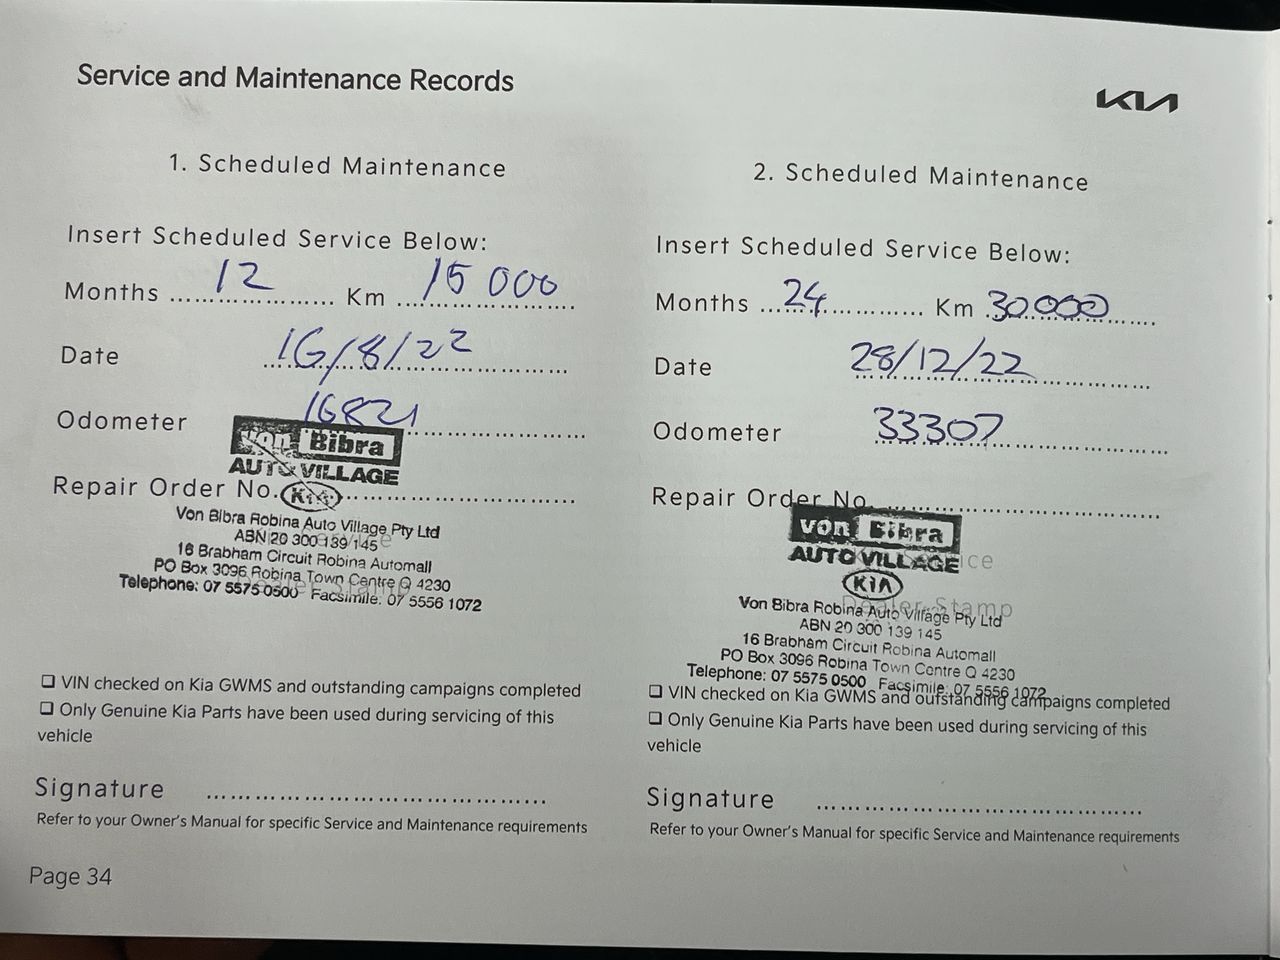 Service and Maintenance Records
KIA
1. Scheduled Maintenance
Insert Scheduled Service Below:
Months 12 Km 15 000
Date 16/8/22
Odometer 16821
von Bibra
AUTO VILLAGE
Repair Order No.
KIA
Von Bibra Robina Auto Village Pty Ltd
ABN 20 300 139 145
16 Brabham Circuit Robina Automall
PO Box 3096 Robina Town Centre Q 4230
Dealer Stamp
Telephone: 07 5575 0500 Facsimile: 07 5556 1072
❑ VIN checked on Kia GWMS and outstanding campaigns completed
❑ Only Genuine Kia Parts have been used during servicing of this
vehicle
Signature
Refer to your Owner's Manual for specific Service and Maintenance requirements
Page 34
2. Scheduled Maintenance
Insert Scheduled Service Below:
Months 24 Km 30000
Date 28/12/22
Odometer 33307
Repair Order No.
von Bibra
AUTO VILLAGE
KIA
Dealer Stamp
Von Bibra Robina Auto Village Pty Ltd
ABN 20 300 139 145
16 Brabham Circuit Robina Automall
PO Box 3096 Robina Town Centre Q 4230
Telephone: 07 5575 0500 Facsimile: 07 5556 1072
❑ VIN checked on Kia GWMS and outstanding campaigns completed
❑ Only Genuine Kia Parts have been used during servicing of this
vehicle
Signature
Refer to your Owner's Manual for specific Service and Maintenance requirements